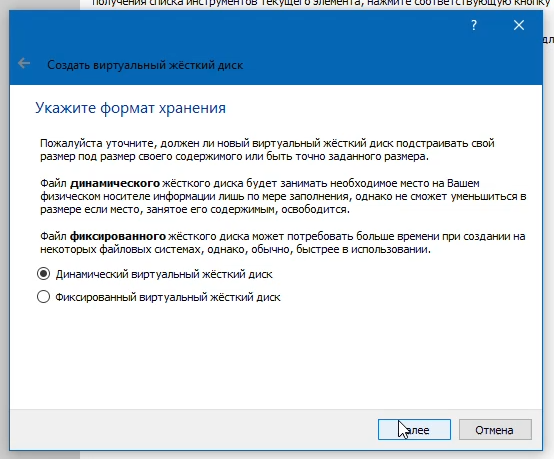 получения списка инструментов текущего элемента, нажмите соответствующую кнопку
?
Создать виртуальный жёсткий диск
Укажите формат хранения
Пожалуйста уточните, должен ли новый виртуальный жёсткий диск подстраивать свой
размер под размер своего содержимого или быть точно заданного размера.
Файл динамического жёсткого диска будет занимать необходимое место на Вашем
физическом носителе информации лишь по мере заполнения, однако не сможет уменьшиться в
размере если место, занятое его содержимым, освободится.
Файл фиксированного жёсткого диска может потребовать больше времени при создании на
некоторых файловых системах, однако, обычно, быстрее в использовании.
Динамический виртуальный жёсткий диск
Фиксированный виртуальный жёсткий диск
Отмена